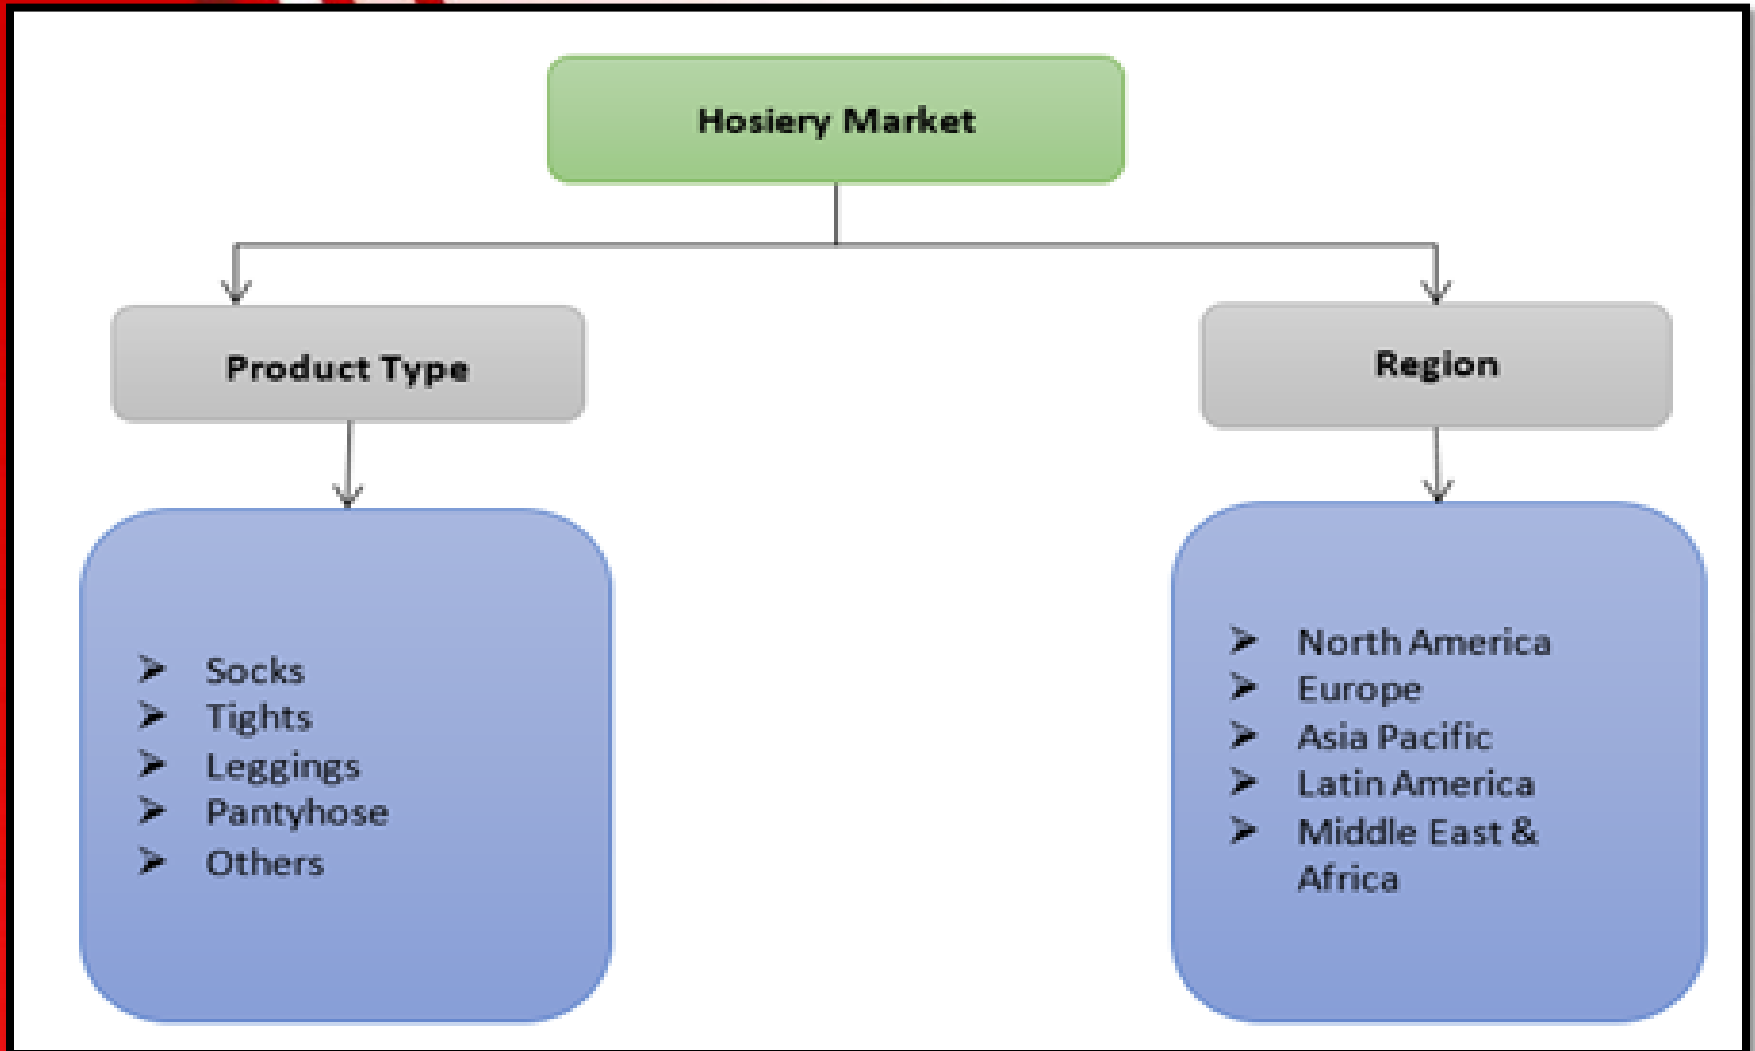 Hosiery Market
Product Type
Region
Socks
Tights
Leggings
Pantyhose
Others
North America
Europe
Asia Pacific
Latin America
Middle East &
Africa